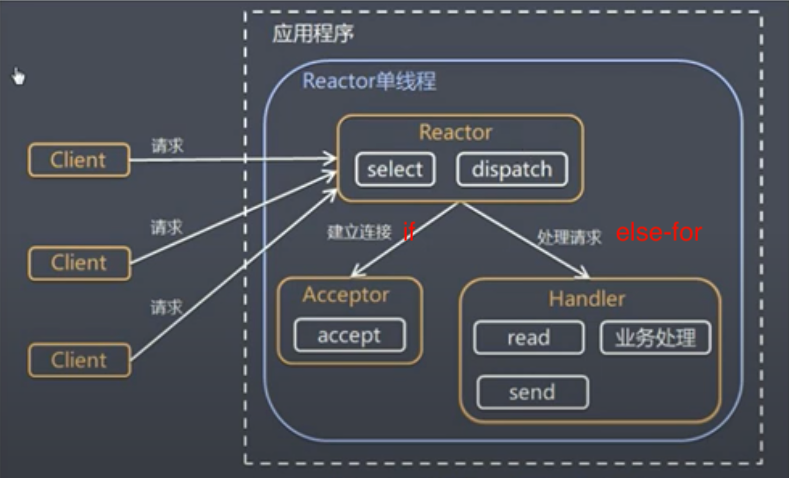 应用程序
Reactor单线程
Reactor
select
dispatch
Client
请求
Client
请求
Client
请求
建立连接 if
处理请求 else-for
Acceptor
accept
Handler
read
业务处理
send